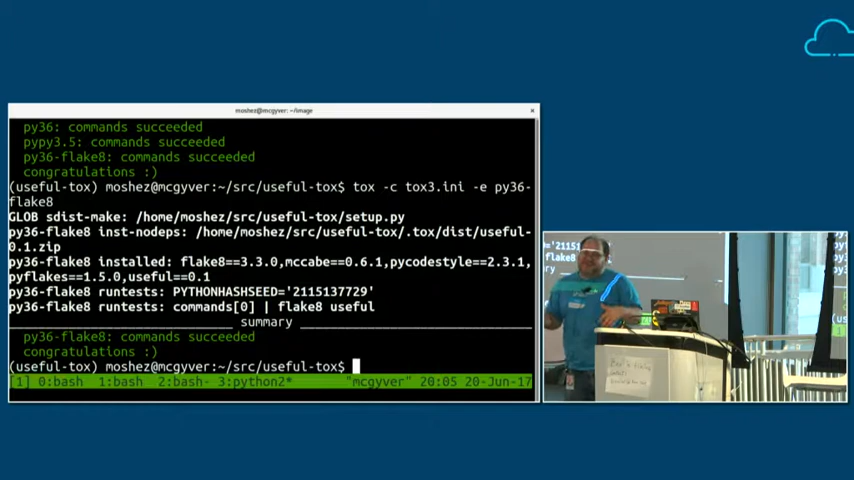 moshez@mcgyver: ~/image
py36: commands succeeded
pypy3.5: commands succeeded
py36-flake8: commands succeeded
congratulations :)
(useful-tox) moshez@mcgyver:~/src/useful-tox$ tox -c tox3.ini -e py36-
flake8
GLOB sdist-make: /home/moshez/src/useful-tox/setup.py
py36-flake8 inst-nodeps: /home/moshez/src/useful-tox/.tox/dist/useful-
0.1.zip
py36-flake8 installed: flake8==3.3.0,mccabe==0.6.1,pycodestyle==2.3.1,
pyflakes==1.5.0,useful==0.1
py36-flake8 runtests: PYTHONHASHSEED='2115137729'
py36-flake8 runtests: commands[0] | flake8 useful
summary
py36-flake8: commands succeeded
congratulations :)
(useful-tox) moshez@mcgyver:~/src/useful-tox$
[1] 0:bash 1:bash 2:bash- 3:python2* "mcgyver" 20:05 20-Jun-17